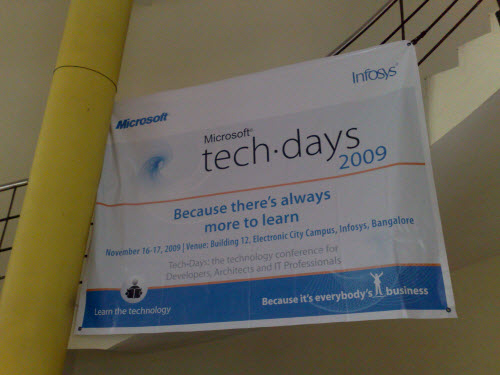 Infosys
Microsoft
Microsoft®
tech·days
2009
Because there's always
more to learn
November 16-17, 2009 | Venue: Building 12, Electronic City Campus, Infosys, Bangalore
Tech•Days: the technology conference for
Developers, Architects and IT Professionals
Learn the technology
Because it's everybody's business